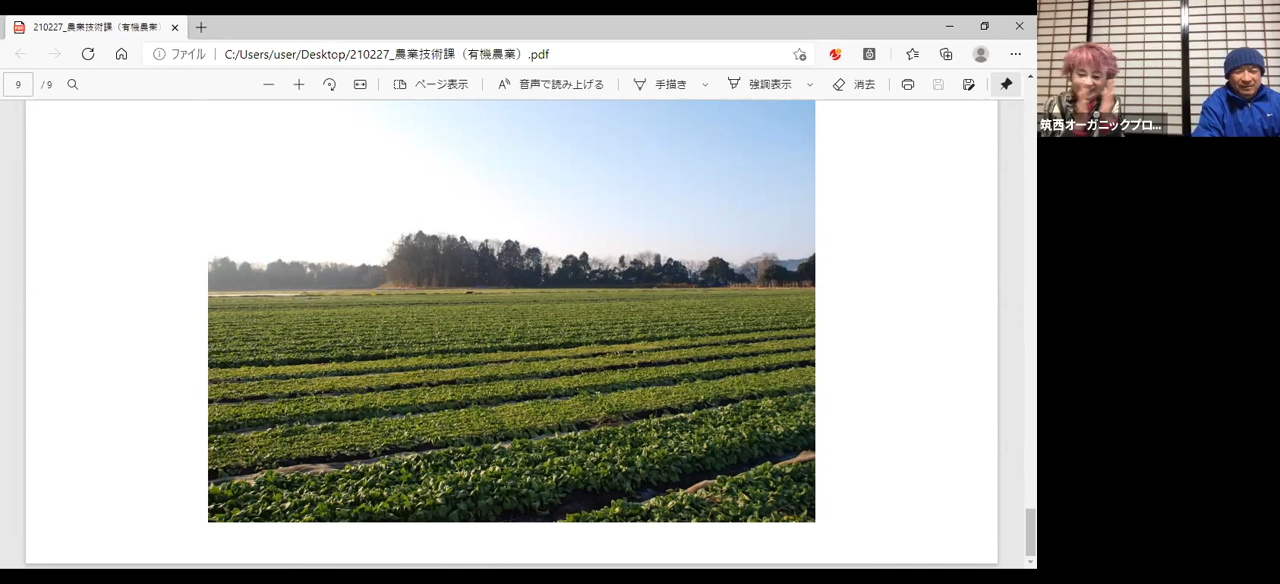 210227_農業技術課（有機農業）
ファイル
C:/Users/user/Desktop/210227_農業技術課（有機農業）.pdf
9 /9
ページ表示
音声で読み上げる
手描き
強調表示
消去
筑西オーガニックプロ...